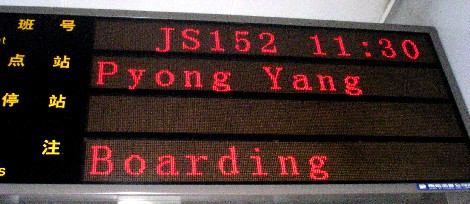 班 号 JS152 11:30
点 站 Pyong Yang
停 站
注 Boarding